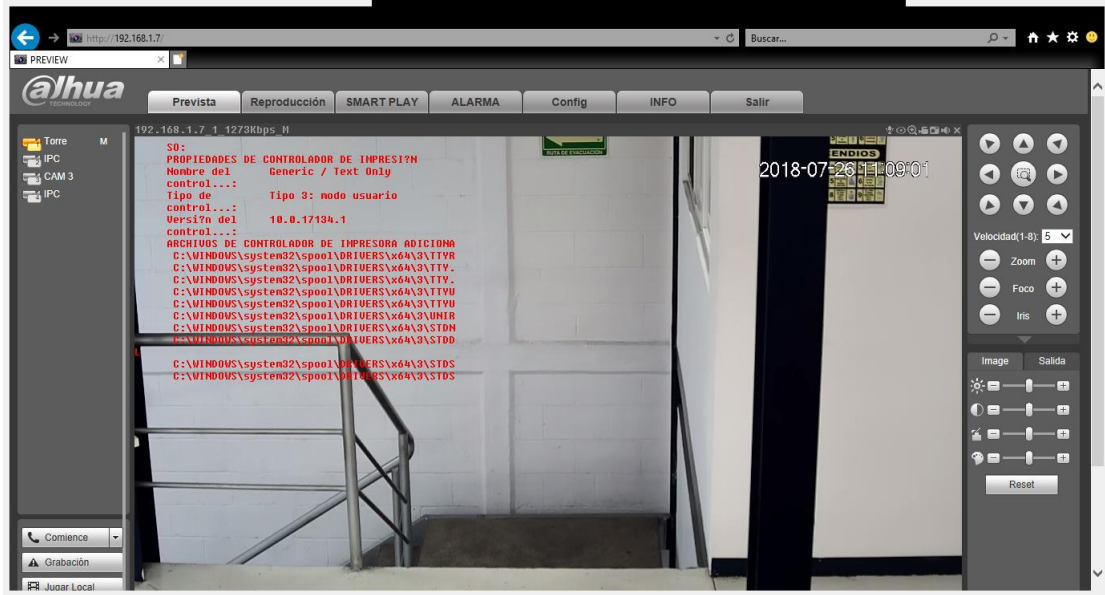 http://192.168.1.7/
Buscar...
PREVIEW
alhua
TECHNOLOGY
Prevista
Reproducción
SMART PLAY
ALARMA
Config
INFO
Salir
Torre M
IPC
CAM 3
IPC
192.168.1.7_1_1273Kbps_M
SO:
PROPIEDADES DE CONTROLADOR DE IMPRESI?N
Nombre del Generic / Text Only
control...:
Tipo de Tipo 3: modo usuario
control...:
Versi?n del 10.0.17134.1
control...:
ARCHIVOS DE CONTROLADOR DE IMPRESORA ADICIONA
C:\WINDOWS\system32\spool\DRIVERS\x64\3\TTYR
C:\WINDOWS\system32\spool\DRIVERS\x64\3\TTY.
C:\WINDOWS\system32\spool\DRIVERS\x64\3\TTY.
C:\WINDOWS\system32\spool\DRIVERS\x64\3\TTYU
C:\WINDOWS\system32\spool\DRIVERS\x64\3\TTYU
C:\WINDOWS\system32\spool\DRIVERS\x64\3\UNIR
C:\WINDOWS\system32\spool\DRIVERS\x64\3\STDN
C:\WINDOWS\system32\spool\DRIVERS\x64\3\STDD
C:\WINDOWS\system32\spool\DRIVERS\x64\3\STDS
C:\WINDOWS\system32\spool\DRIVERS\x64\3\STDS
RUTA DE EVACUACIÓN
ENDIOS
2018-07-26 11:09:01
Velocidad(1-8): 5
Zoom
Foco
Iris
Image
Salida
Reset
Comience
Grabación
Jugar Local